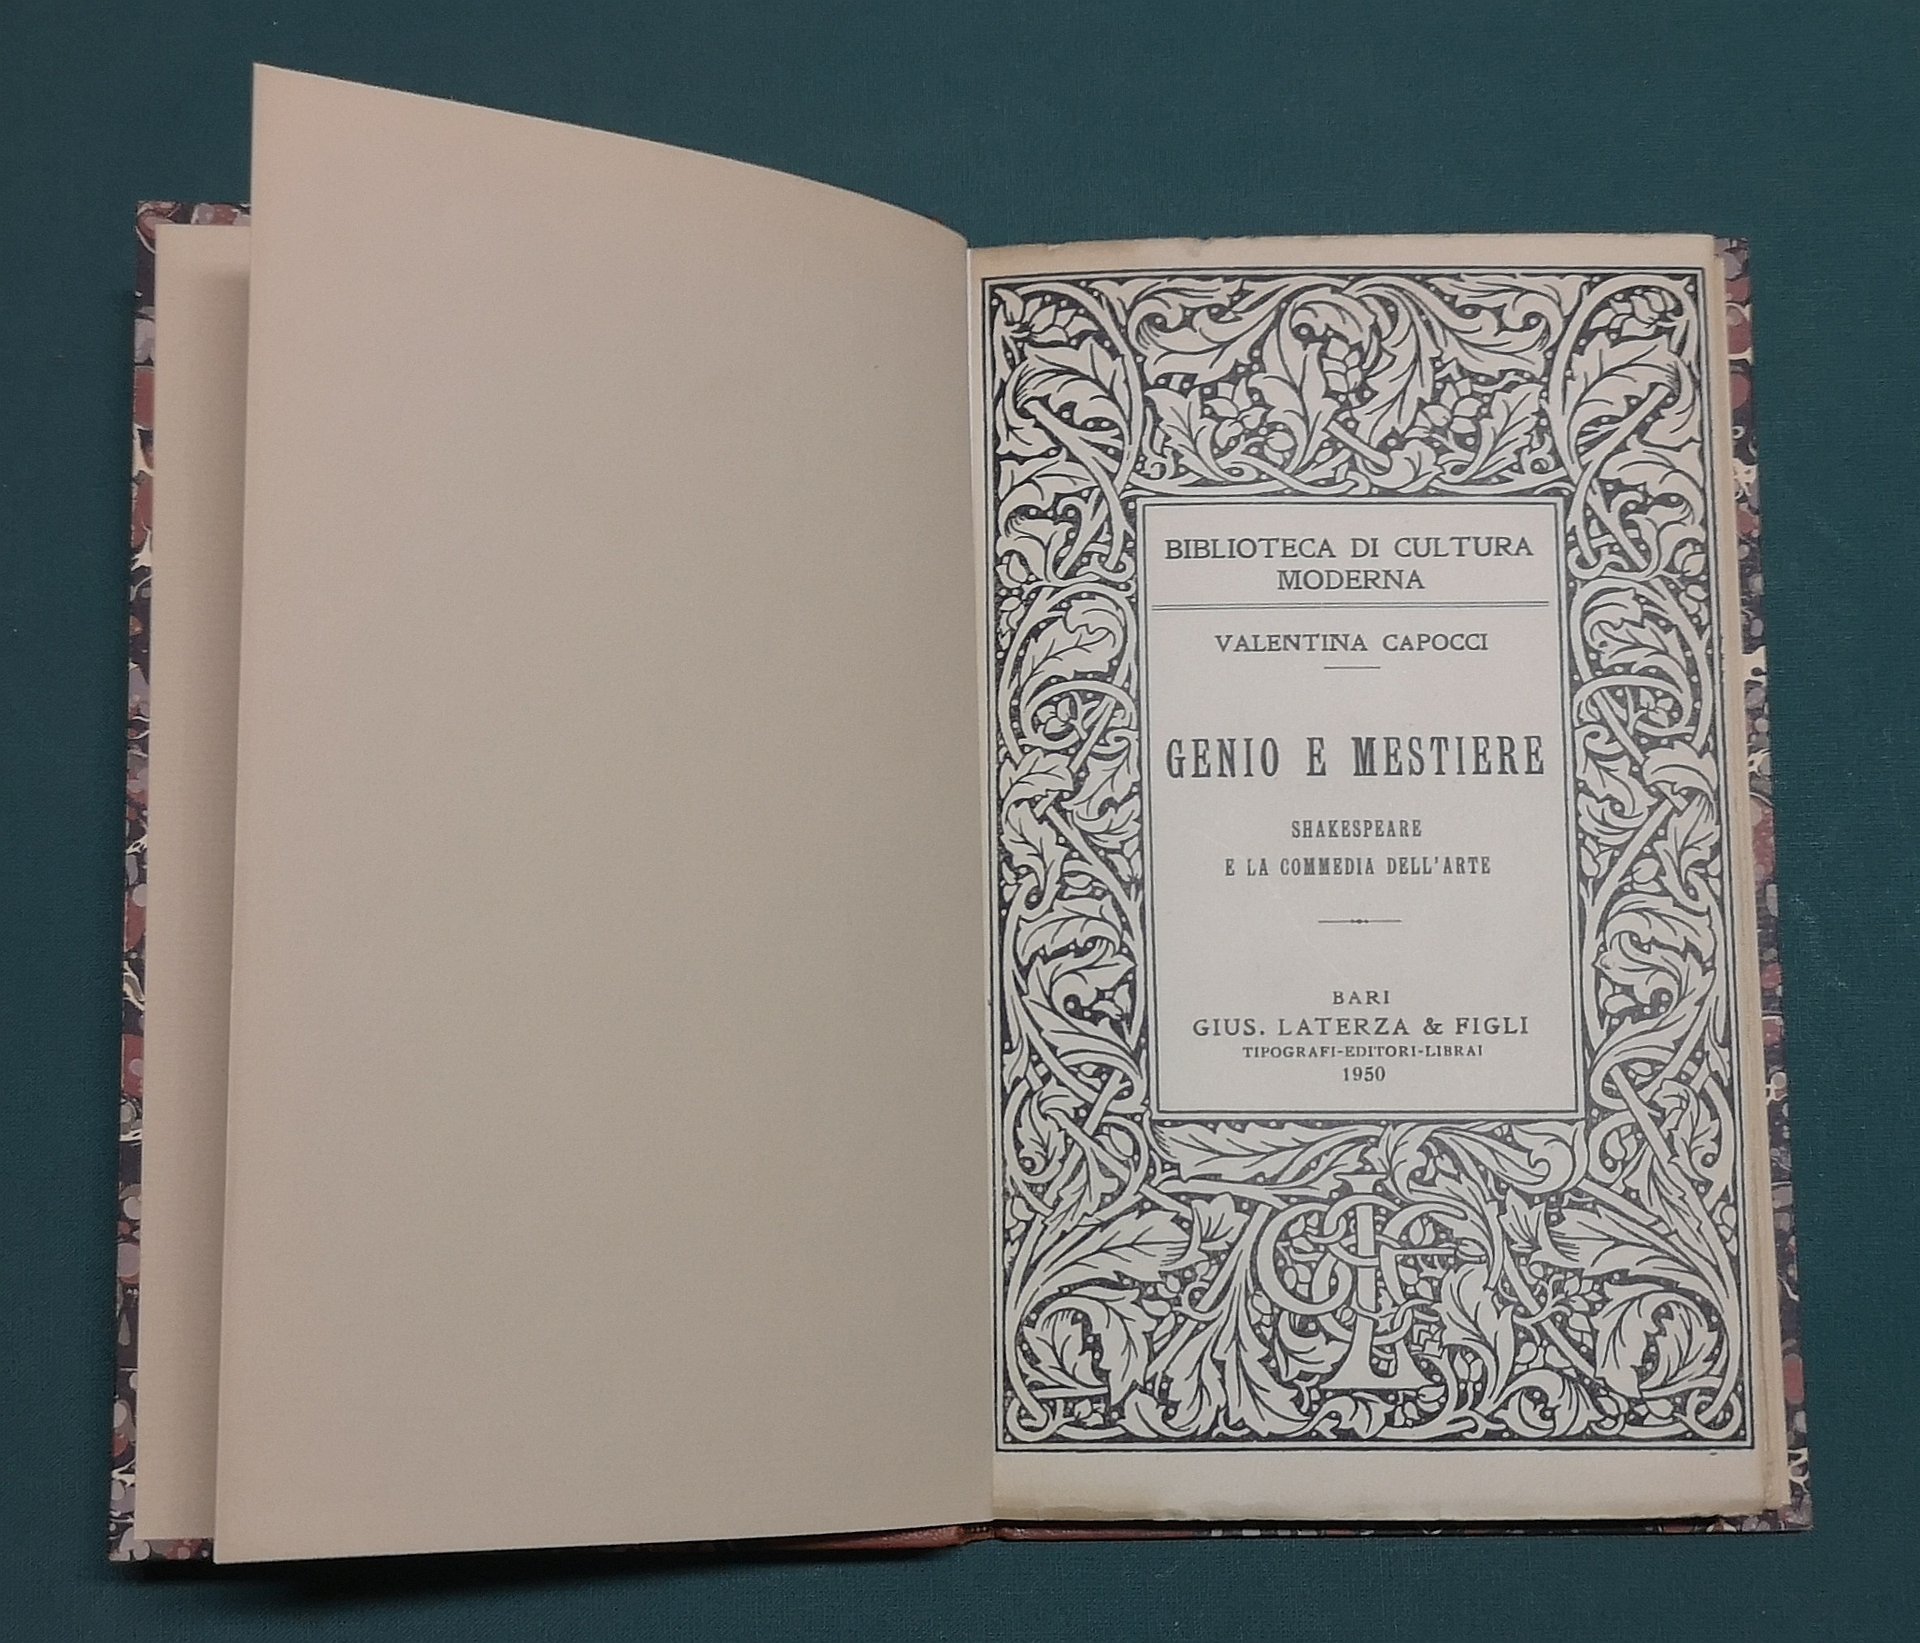 BIBLIOTECA DI CULTURA
MODERNA
VALENTINA CAPOCCI
GENIO E MESTIERE
SHAKESPEARE
E LA COMMEDIA DELL'ARTE
BARI
GIUS. LATERZA & FIGLI
TIPOGRAFI-EDITORI-LIBRAI
1950